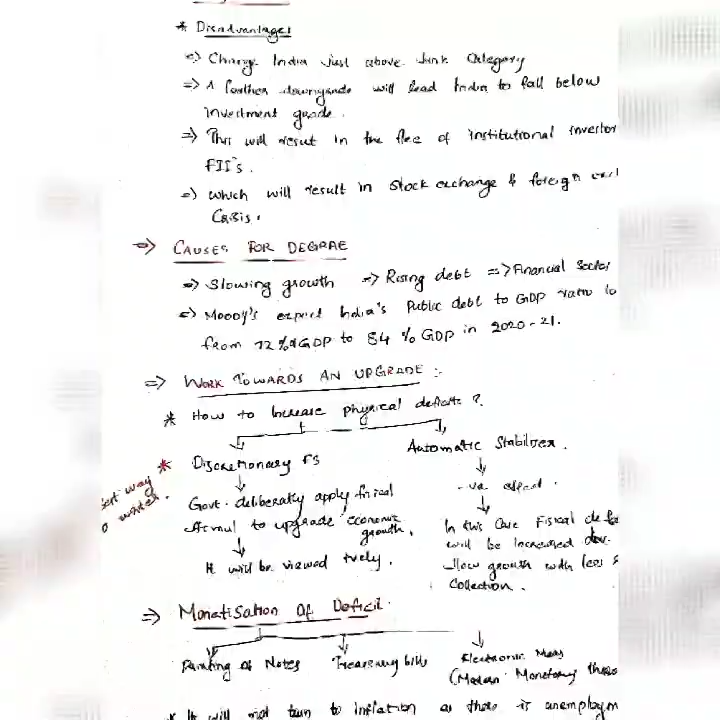 * Disadvantages
=> Charge India just above Junk Category
=> A further downgrade will lead India to fall below
investment grade.
=> This will result in the flee of institutional investor
FII's.
=> which will result in stock exchange & foreign
Crisis.
=> CAUSES FOR DEGRAE
=> Slowing growth => Rising debt => Financial Sector
=> Moody's expect India's Public debt to GDP ratio to
from 72% of GDP to 84 % GDP in 2020-21.
=> WORK TOWARDS AN UPGRADE :-
* How to Increase physical deficits ?
Automatic Stabilizer.
* Discretionary FS
-ve effect.
Govt. deliberately apply fiscal
to upgrade economic
growth.
In this Case Fiscal
will be increased
slow growth with less
Collection.
It will be viewed +vely.
way
=> Monetisation Of Deficit.
Printing of Notes Treassury bills Electronic
(Modern Monetary
* It will not turn to inflation as there is unemploym